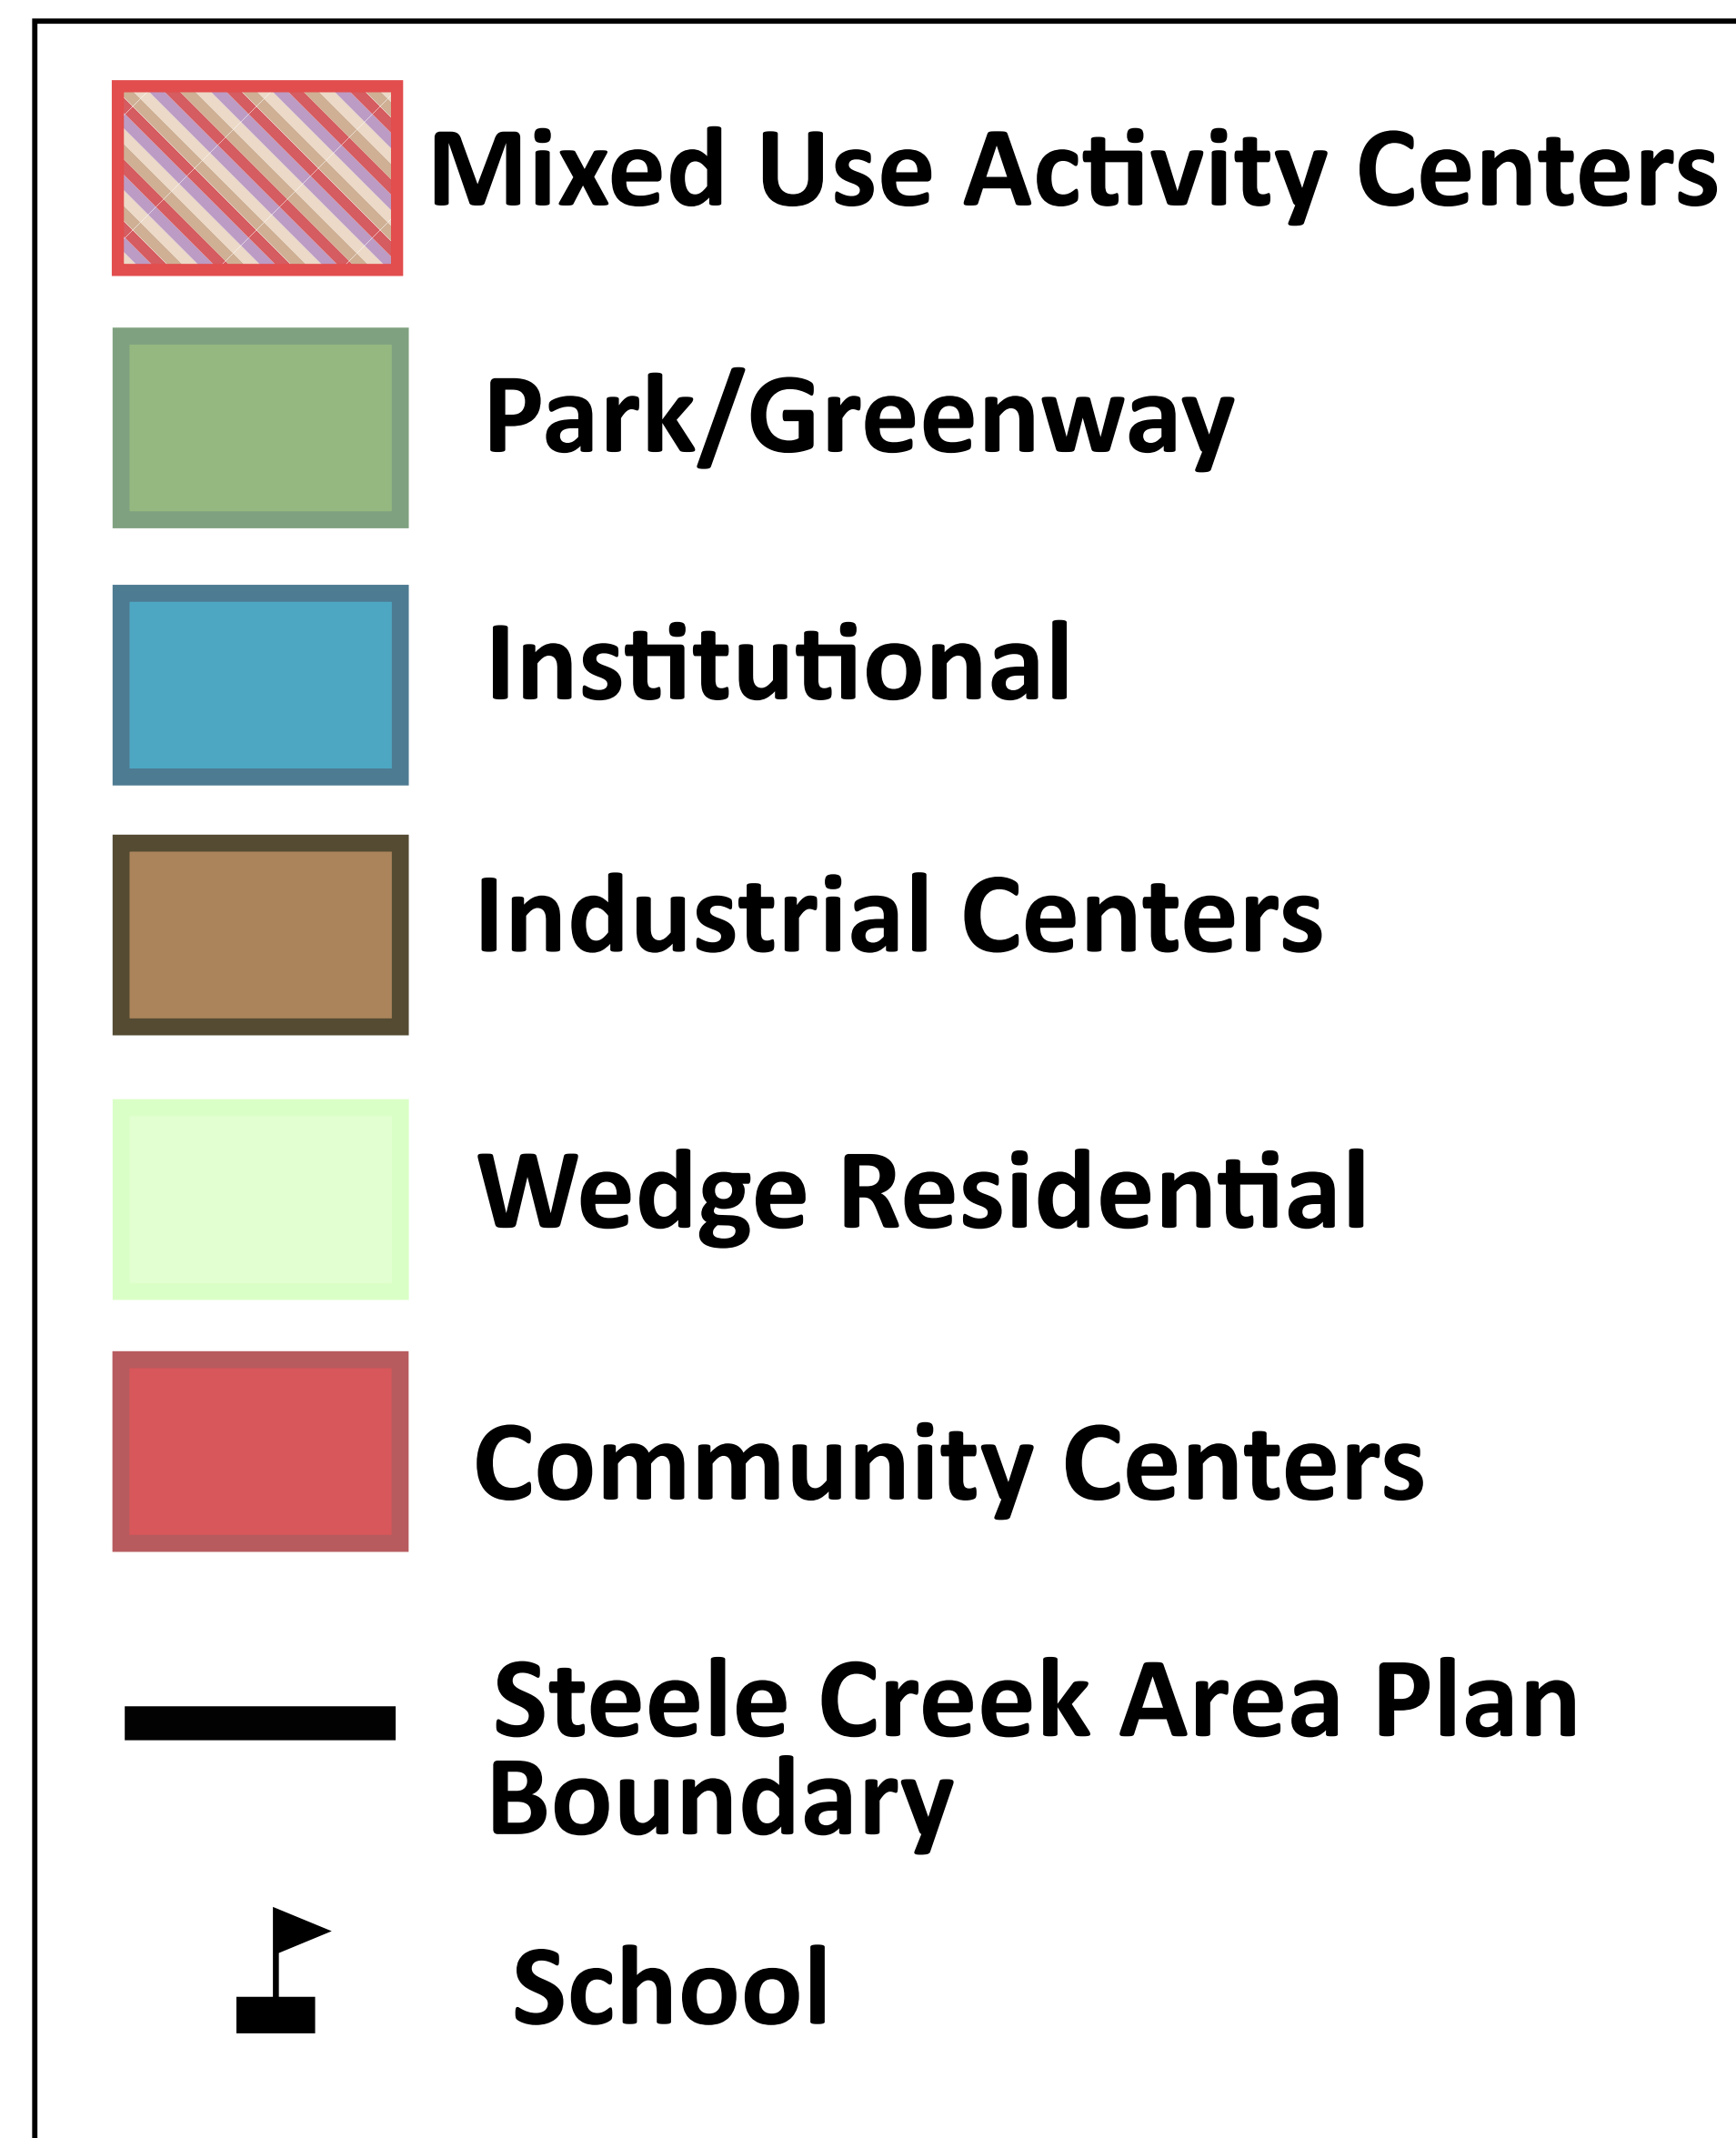 Mixed Use Activity Centers
Park/Greenway
Institutional
Industrial Centers
Wedge Residential
Community Centers
Steele Creek Area Plan
Boundary
School